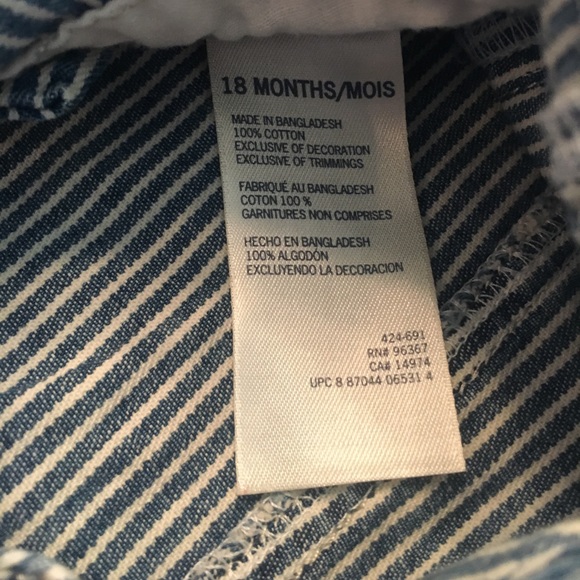 18 MONTHS/MOIS
MADE IN BANGLADESH
100% COTTON
EXCLUSIVE OF DECORATION
EXCLUSIVE OF TRIMMINGS
FABRIQUÉ AU BANGLADESH
COTON 100 %
GARNITURES NON COMPRISES
HECHO EN BANGLADESH
100% ALGODÓN
EXCLUYENDO LA DECORACION
424-691
RN# 96367
CA# 14974
UPC 8 87044 06531 4